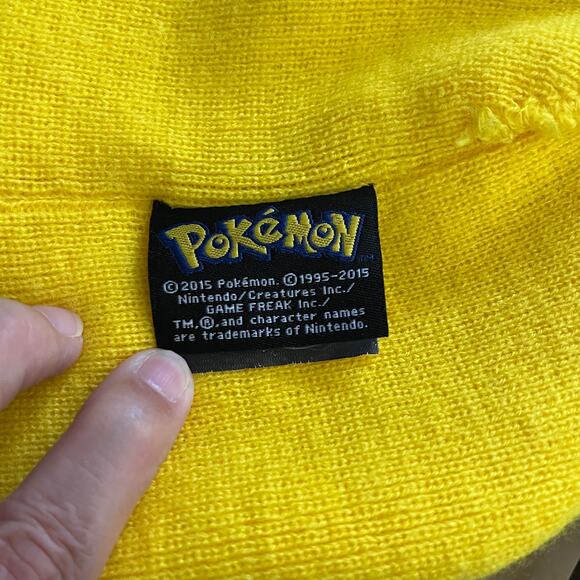 POKéMON TM
©2015 Pokémon. ©1995-2015
Nintendo/Creatures Inc./
GAME FREAK Inc./
TM,®,and character names
are trademarks of Nintendo.